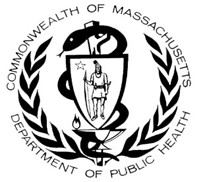 COMMONWEALTH OF MASSACHUSETTS
DEPARTMENT OF PUBLIC HEALTH